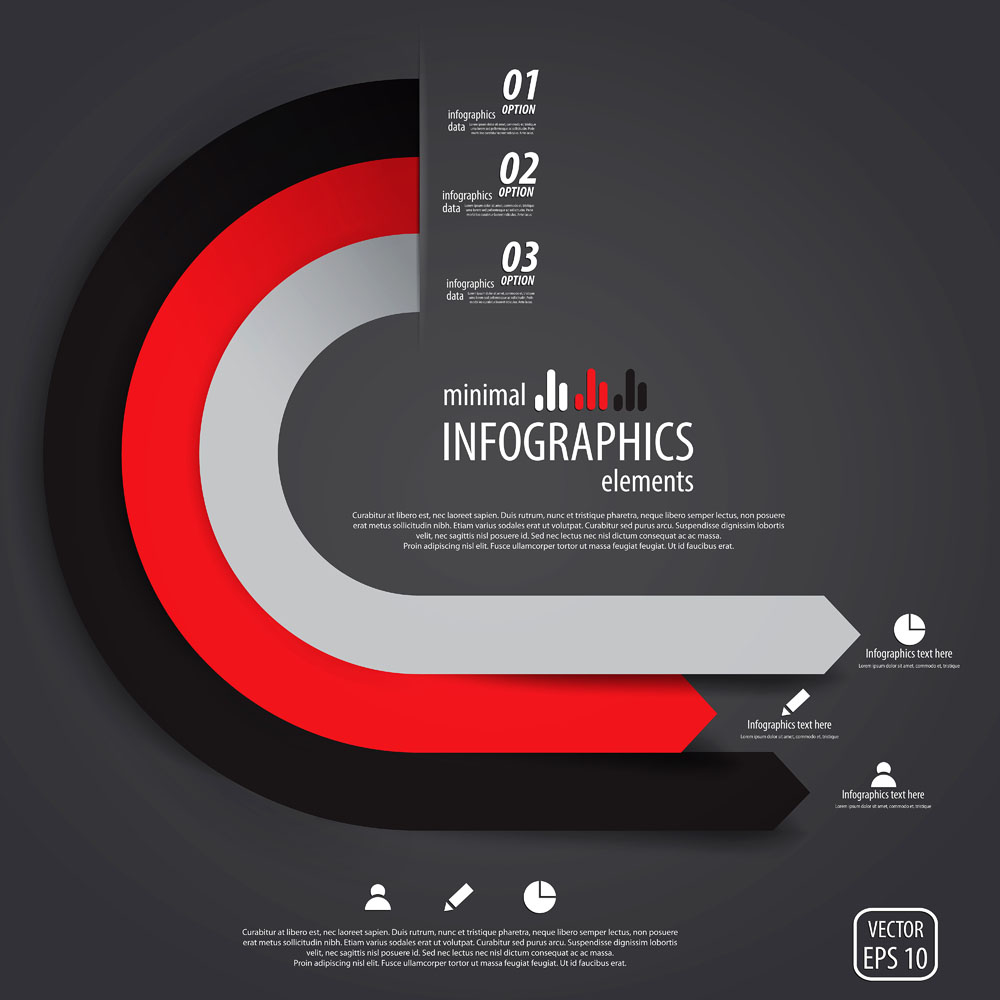 01
OPTION
infographics
data
02
OPTION
infographics
data
03
OPTION
infographics
data
minimal
INFOGRAPHICS
elements
Curabitur at libero est, nec laoreet sapien. Duis rutrum, nunc et tristique pharetra, neque libero semper lectus, non posuere
erat metus sollicitudin nibh. Etiam varius sodales erat ut volutpat. Curabitur sed purus arcu. Suspendisse dignissim lobortis
velit, nec sagittis nisl posuere id. Sed nec lectus nec nisl dictum consequat ac ac massa.
Proin adipiscing nisl elit. Fusce ullamcorper tortor ut massa feugiat feugiat. Ut id faucibus erat.
Infographics text here
Lorem ipsum dolor sit amet, commodo et, tristique
Infographics text here
Lorem ipsum dolor sit amet, commodo et, tristique
Infographics text here
Lorem ipsum dolor sit amet, commodo et, tristique
Curabitur at libero est, nec laoreet sapien. Duis rutrum, nunc et tristique pharetra, neque libero semper lectus, non posuere
erat metus sollicitudin nibh. Etiam varius sodales erat ut volutpat. Curabitur sed purus arcu. Suspendisse dignissim lobortis
velit, nec sagittis nisl posuere id. Sed nec lectus nec nisl dictum consequat ac ac massa.
Proin adipiscing nisl elit. Fusce ullamcorper tortor ut massa feugiat feugiat. Ut id faucibus erat.
VECTOR
EPS 10